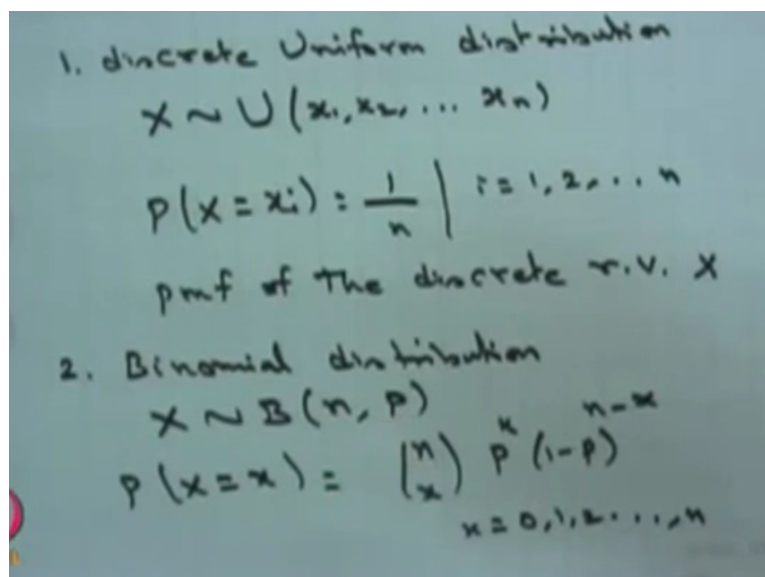 1. discrete Uniform distribution
X ~ U (x₁, x₂, ... xₙ)
P(X = xᵢ) = 1/n | i = 1, 2, .. n
pmf of the discrete r.v. X
2. Binomial distribution
X ~ B (n, p)
P (X = x) = (n x) p^x (1-p)^(n-x)
x = 0, 1, 2 ..., n